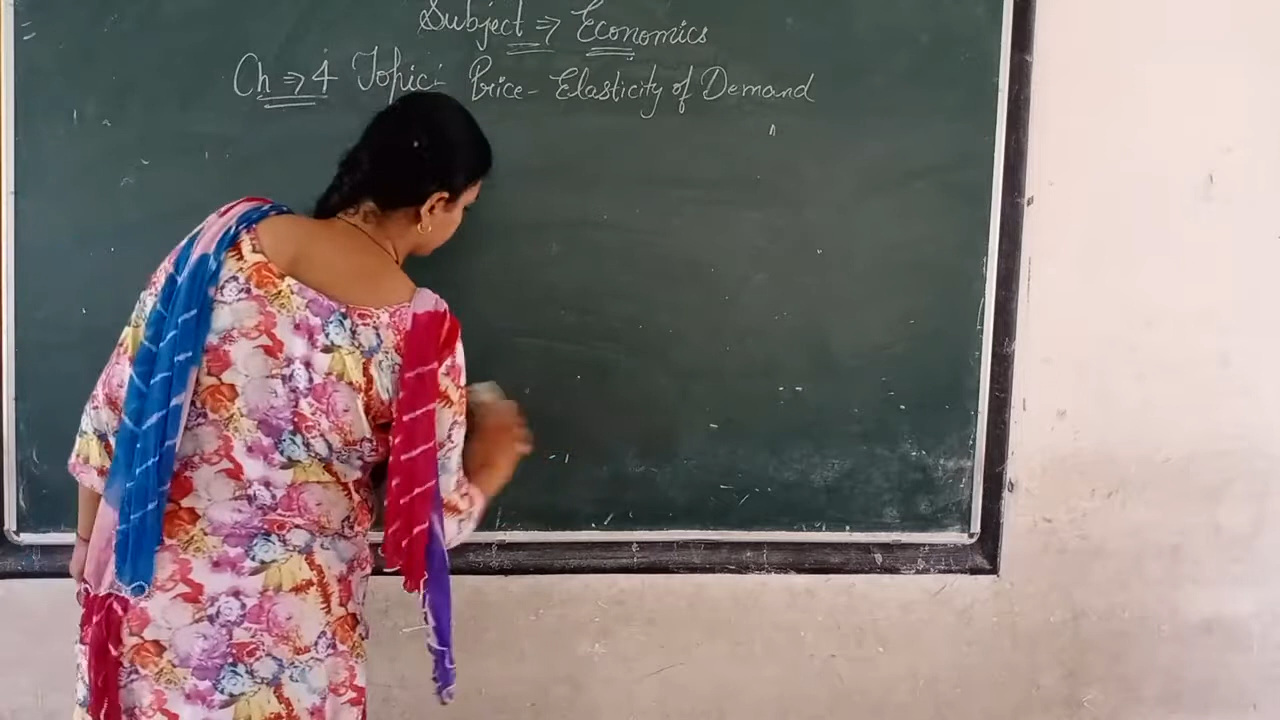 Subject ⇒ Economics
Ch ⇒ 4 Topic:- Price- Elasticity of Demand